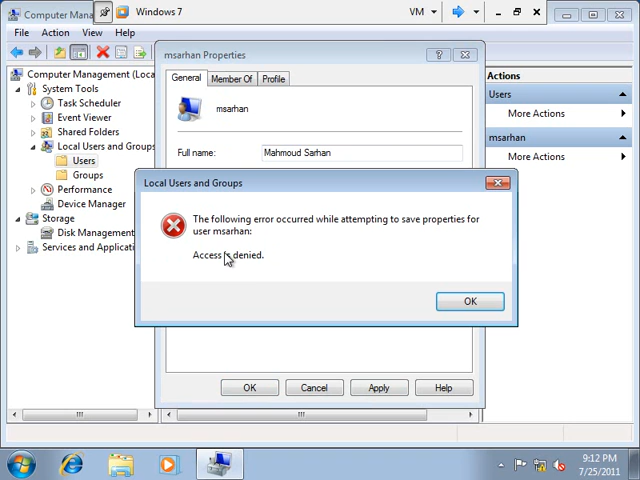 Computer Mana
Windows 7
VM
File
Action
View
Help
Computer Management (Loca
System Tools
Task Scheduler
Event Viewer
Shared Folders
Local Users and Groups
Users
Groups
Performance
Device Manager
Storage
Disk Management
Services and Applicati
msarhan Properties
General
Member Of
Profile
msarhan
Full name:
Mahmoud Sarhan
Local Users and Groups
The following error occurred while attempting to save properties for
user msarhan:
Access is denied.
OK
OK
Cancel
Apply
Help
Actions
Users
More Actions
msarhan
More Actions
9:12 PM
7/25/2011